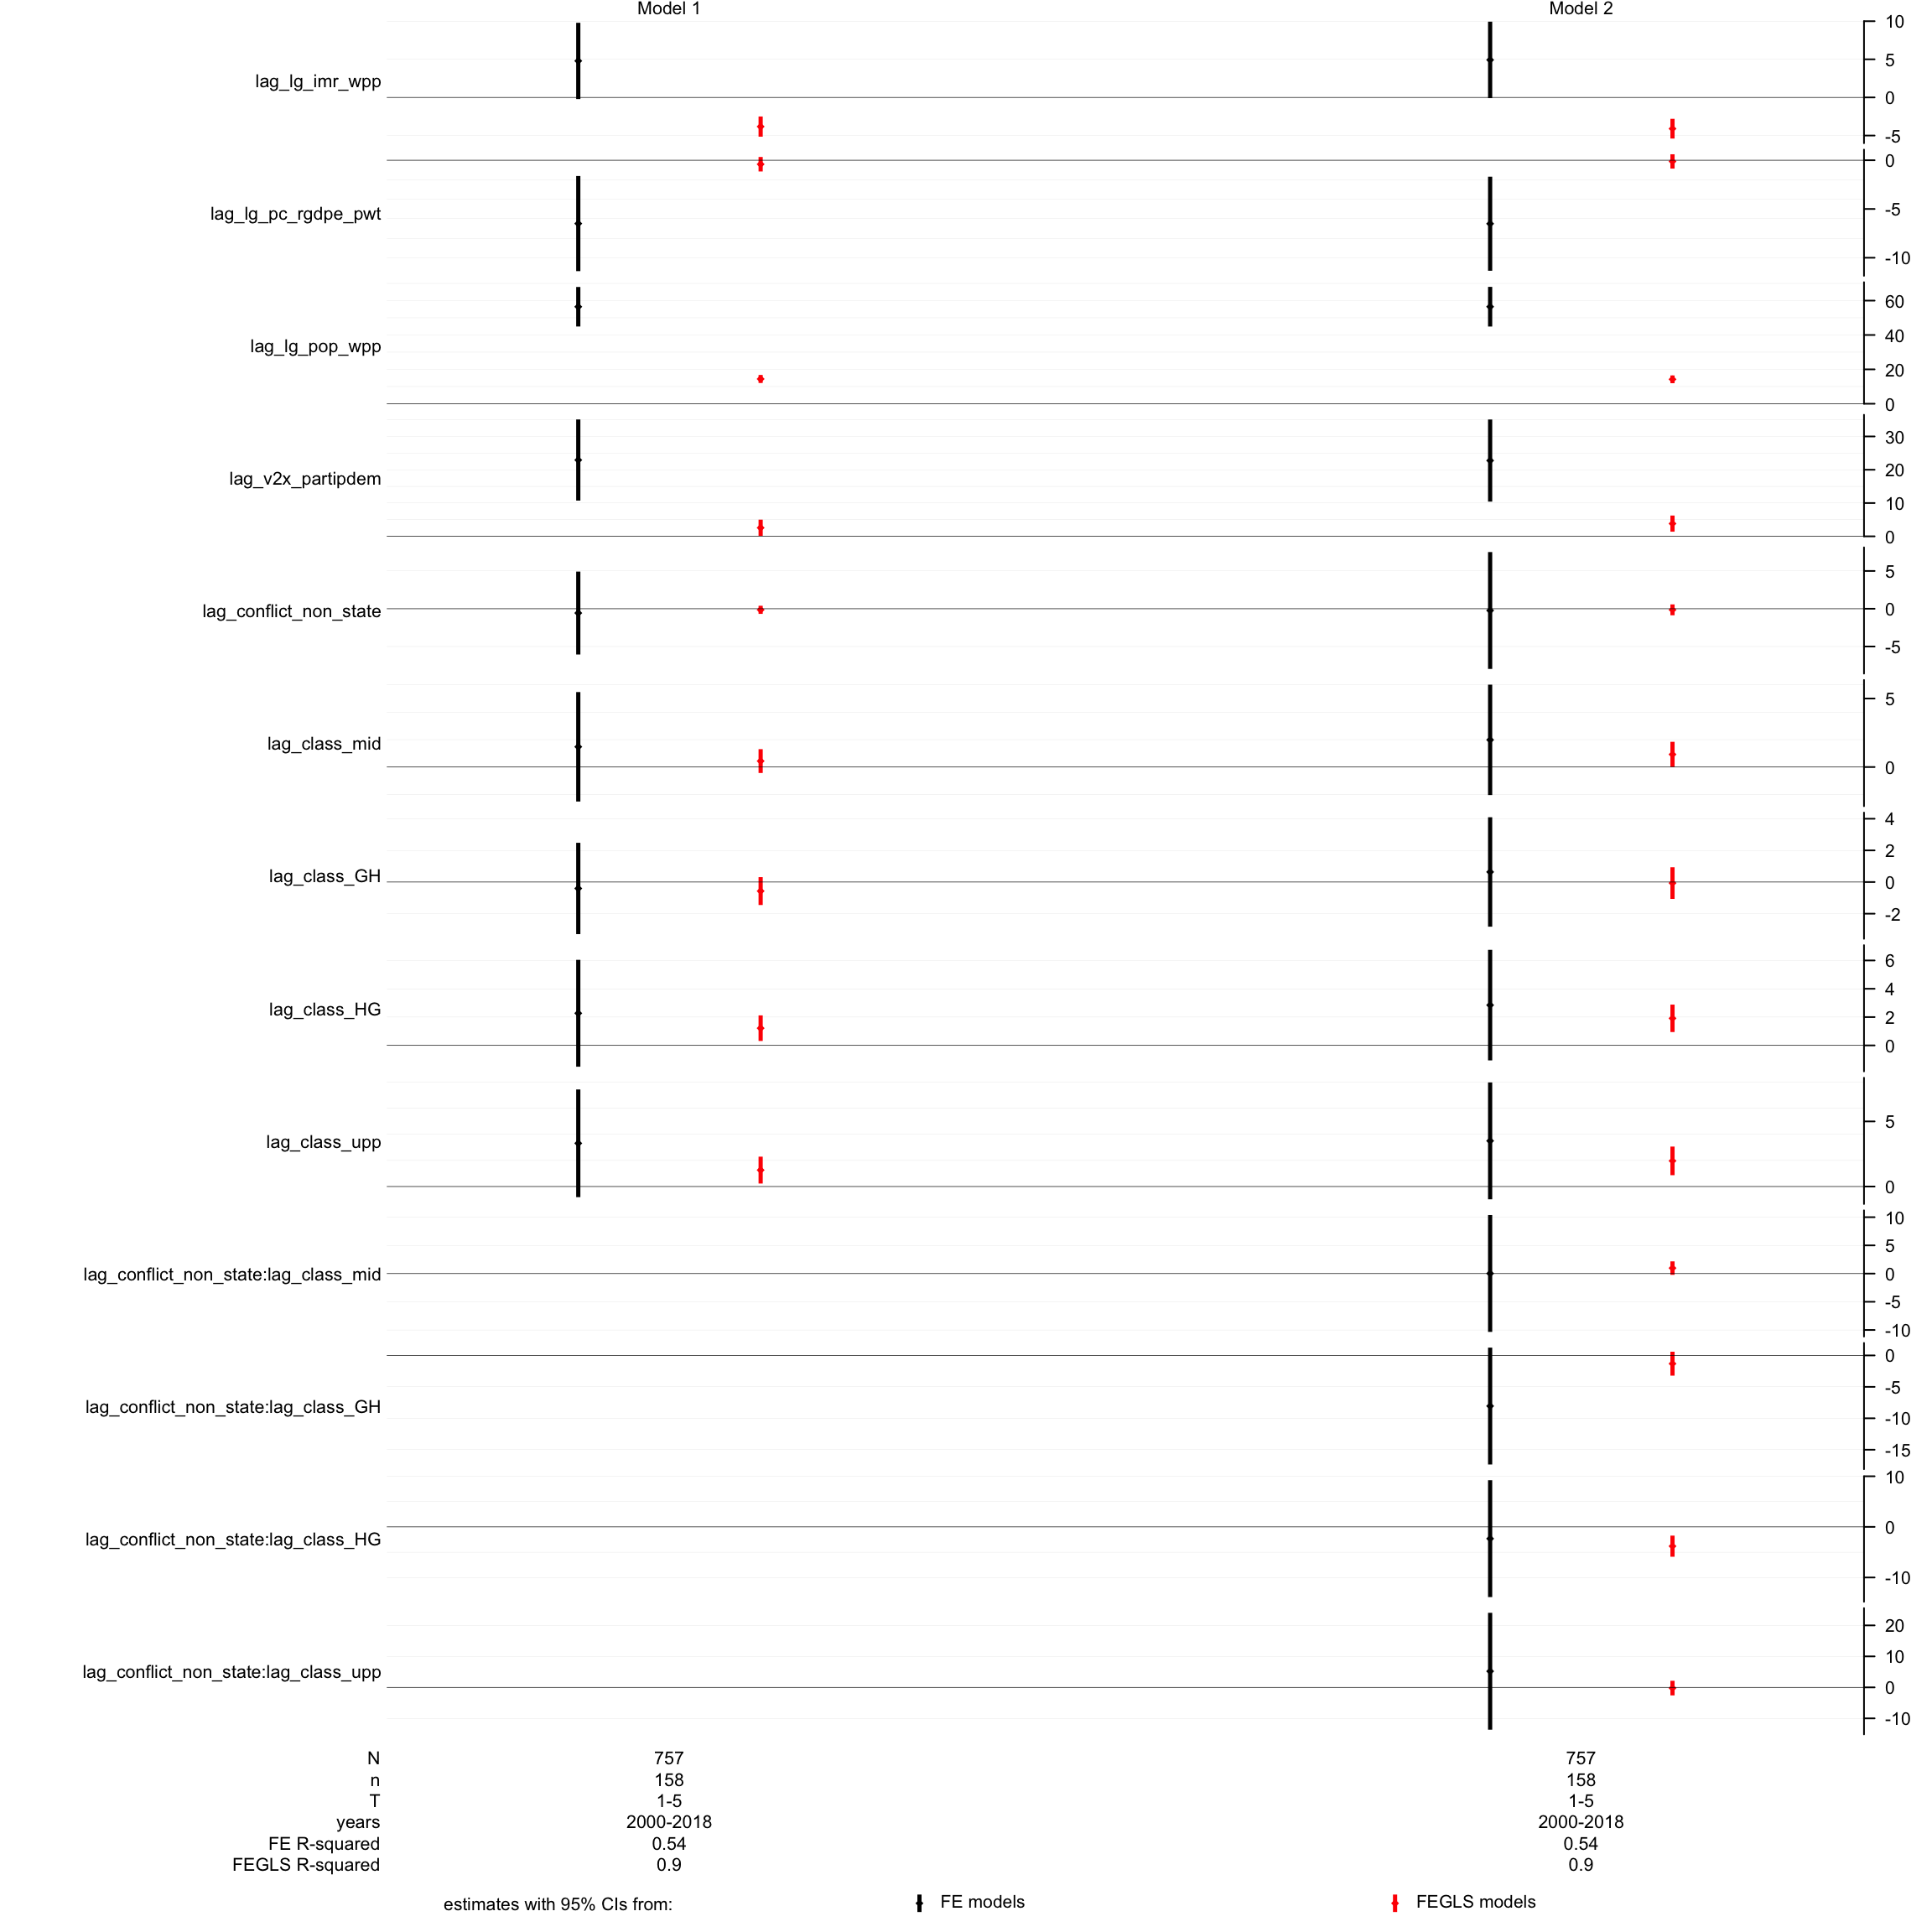 Model 1 Model 2
lag_lg_imr_wpp
10
5
0
-5
lag_lg_pc_rgdpe_pwt
0
-5
-10
lag_lg_pop_wpp
60
40
20
0
lag_v2x_partipdem
30
20
10
0
lag_conflict_non_state
5
0
-5
lag_class_mid
5
0
lag_class_GH
4
2
0
-2
lag_class_HG
6
4
2
0
lag_class_upp
5
0
lag_conflict_non_state:lag_class_mid
10
5
0
-5
-10
lag_conflict_non_state:lag_class_GH
0
-5
-10
-15
lag_conflict_non_state:lag_class_HG
10
0
-10
lag_conflict_non_state:lag_class_upp
20
10
0
-10
N 757 757
n 158 158
T 1-5 1-5
years 2000-2018 2000-2018
FE R-squared 0.54 0.54
FEGLS R-squared 0.9 0.9
estimates with 95% CIs from: FE models FEGLS models